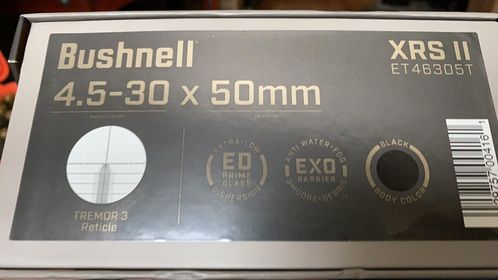 Bushnell
XRS II
ET46305T
4.5-30 x 50mm
TREMOR 3
Reticle
EXTRA-LOW
ED
PRIME
GLASS
DISPERSION
ANTI WATER-FOG
EXO
BARRIER
SMUDGE-DEBRIS
BLACK
BODY COLOR